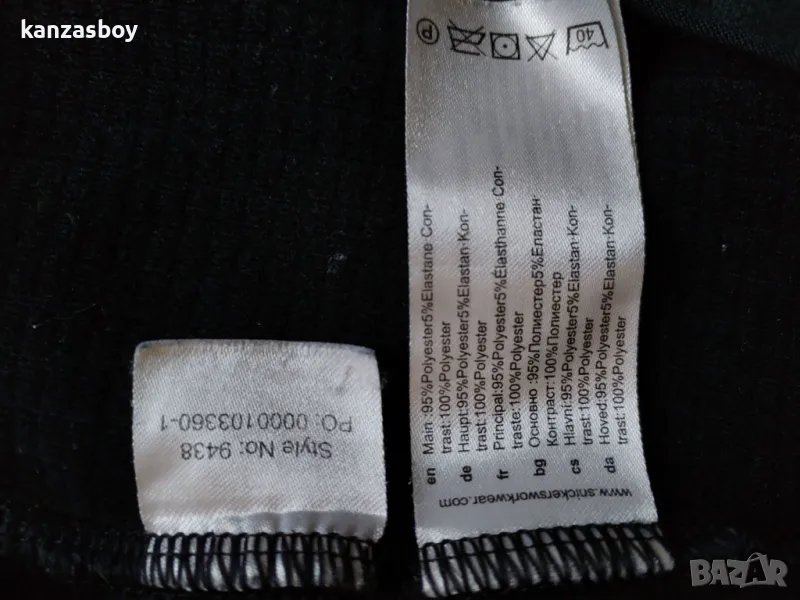 kanzasboy
Style No: 9438
PO: 0000103360-1
40
P
en Main :95%Polyester5%Elastane Con-
trast:100%Polyester
de Haupt:95%Polyester5%Elastan Kon-
trast:100%Polyester
fr Principal:95%Polyester5%Élasthanne Con-
traste:100%Polyester
bg Основно :95%Полиестер5%Еластан
Контраст:100%Полиестер
cs Hlavní:95%Polyester5%Elastan Kon-
trast:100%Polyester
da Hoved:95%Polyester5%Elastan Kon-
trast:100%Polyester
www.snickersworkwear.com
BAZAR